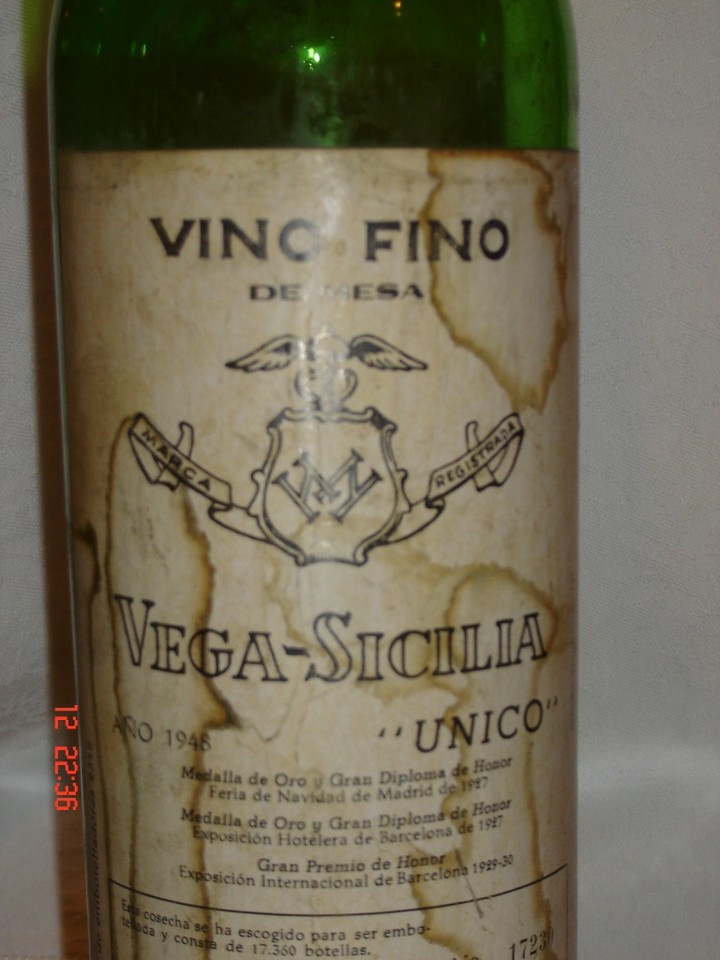 VINO FINO
DE MESA
MARCA REGISTRADA
VEGA-SICILIA
AÑO 1948 "UNICO"
Medalla de Oro y Gran Diploma de Honor
Feria de Navidad de Madrid de 1927
Medalla de Oro y Gran Diploma de Honor
Exposición Hotelera de Barcelona de 1927
Gran Premio de Honor
Exposición Internacional de Barcelona 1929-30
Esta cosecha se ha escogido para ser embo-
tellada y consta de 17.360 botellas.
12 22:36